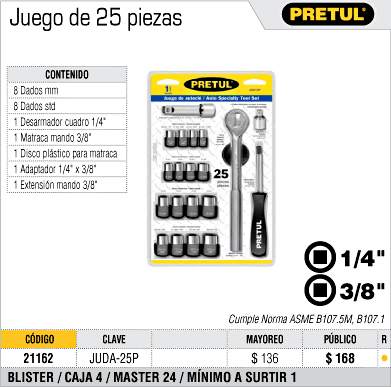 Juego de 25 piezas
PRETUL®
CONTENIDO
8 Dados mm
8 Dados std
1 Desarmador cuadro 1/4"
1 Matraca mando 3/8"
1 Disco plástico para matraca
1 Adaptador 1/4" x 3/8"
1 Extensión mando 3/8"
PRETUL
Juego de autoclé / Auto Specialty Tool Set
25
piezas
pieces
PRETUL
1/4"
3/8"
Cumple Norma ASME B107.5M, B107.1
CÓDIGO CLAVE MAYOREO PÚBLICO R
21162 JUDA-25P $ 136 $ 168
BLISTER / CAJA 4 / MASTER 24 / MÍNIMO A SURTIR 1